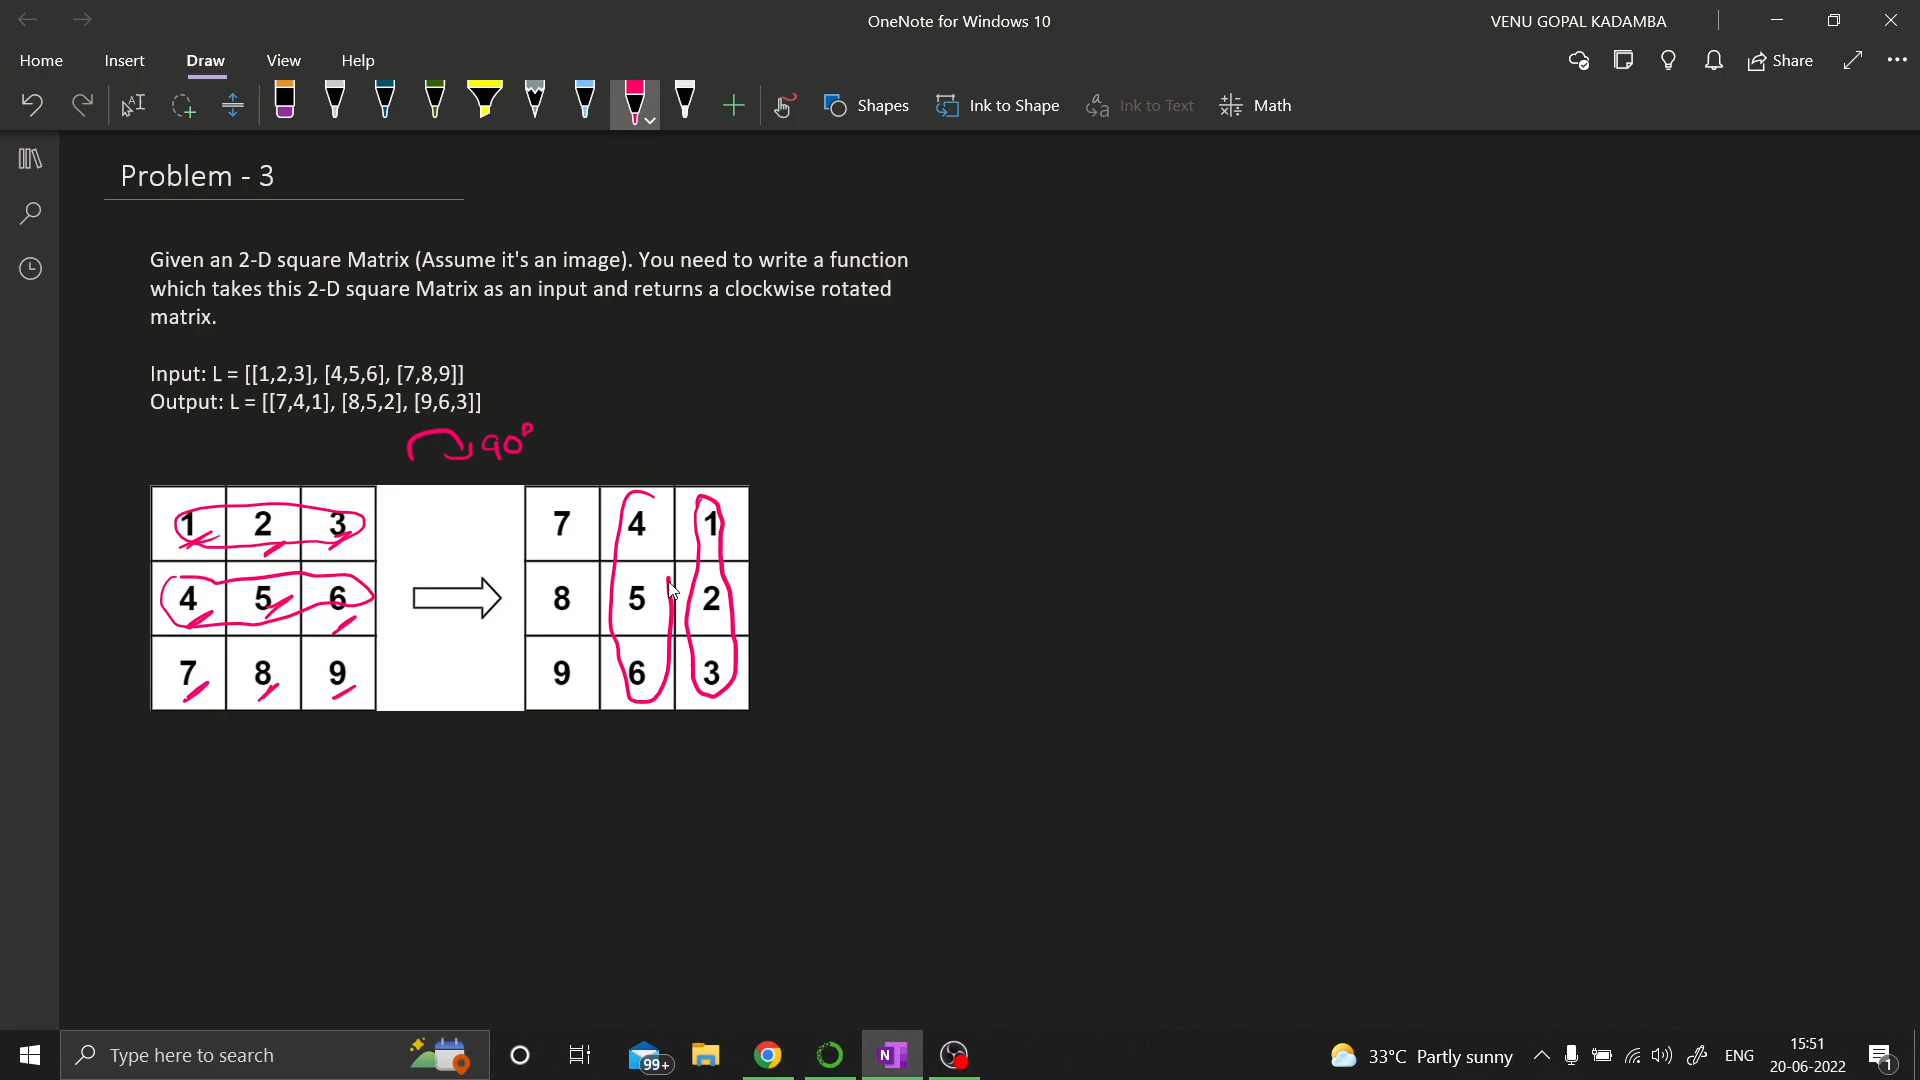 OneNote for Windows 10
VENU GOPAL KADAMBA
Home Insert Draw View Help
Share
Shapes Ink to Shape Ink to Text Math
Problem - 3
Given an 2-D square Matrix (Assume it's an image). You need to write a function
which takes this 2-D square Matrix as an input and returns a clockwise rotated
matrix.
Input: L = [[1,2,3], [4,5,6], [7,8,9]]
Output: L = [[7,4,1], [8,5,2], [9,6,3]]
90°
1 2 3 7 4 1
4 5 6 8 5 2
7 8 9 9 6 3
Type here to search
99+
N
33°C Partly sunny
ENG
15:51
20-06-2022
1